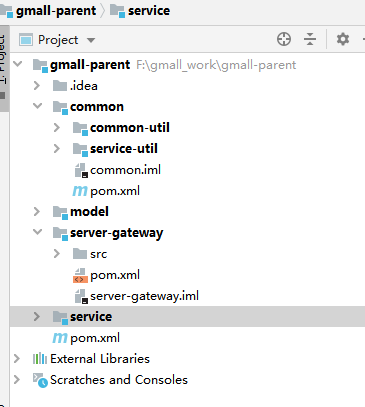 gmall-parent service
Project
gmall-parent F:\gmall_work\gmall-parent
.idea
common
common-util
service-util
common.iml
pom.xml
model
server-gateway
src
pom.xml
server-gateway.iml
service
pom.xml
External Libraries
Scratches and Consoles
1: Project